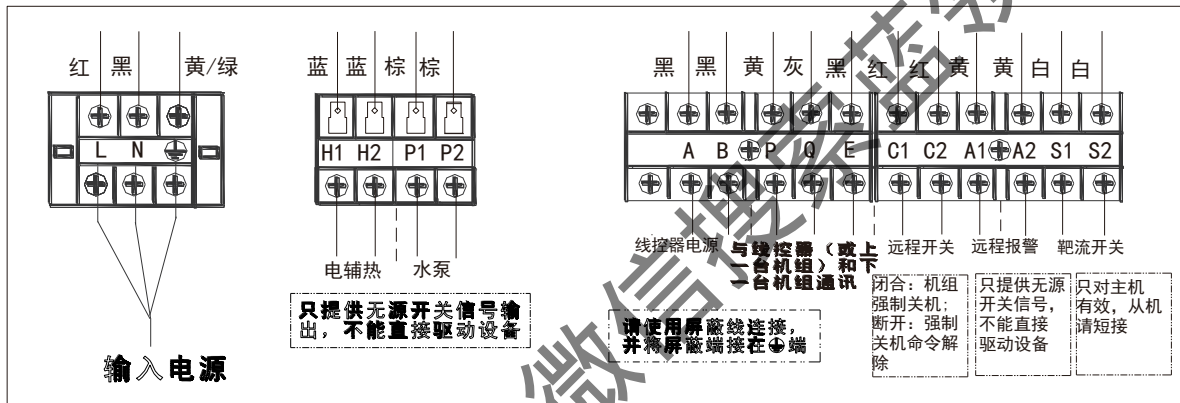 红 黑 黄/绿
L N
输入电源
蓝 蓝 棕 棕
H1 H2 P1 P2
电辅热 水泵
只提供无源开关信号输
出，不能直接驱动设备
黑 黑 黄 灰 黑 红 红 黄 黄 白 白
A B P Q E C1 C2 A1 A2 S1 S2
线控器电源
与线控器（或上
一台机组）和下
一台机组通讯
远程开关
远程报警
靶流开关
请使用屏蔽线连接，
并将屏蔽端接在⏚端
闭合：机组
强制关机；
断开：强制
关机命令解
除
只提供无源
开关信号，
不能直接
驱动设备
只对主机
有效，从机
请短接
微信搜索蓝领